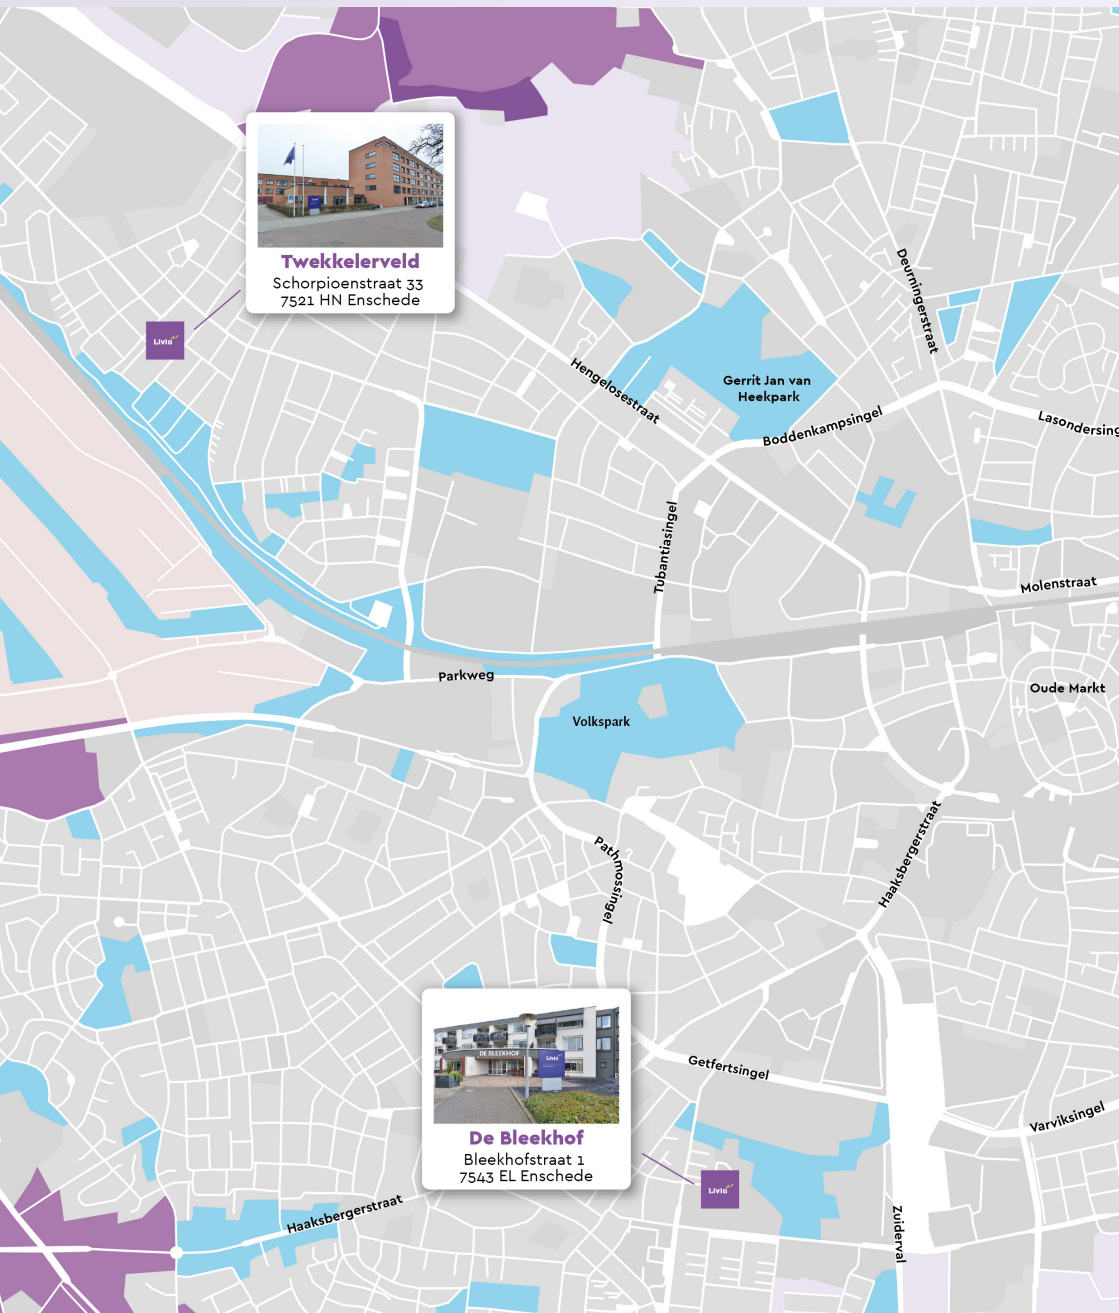 Twekkelerveld
Schorpioenstraat 33
7521 HN Enschede
Livio
Deurningerstraat
Hengelosestraat
Gerrit Jan van
Heekpark
Boddenkampsingel
Lasondersing
Tubantiasingel
Molenstraat
Parkweg
Oude Markt
Volkspark
Haaksbergerstraat
Pathmossingel
DE BLEEKHOF
Livio
De Bleekhof
Bleekhofstraat 1
7543 EL Enschede
Getfertsingel
Varviksingel
Livio
Haaksbergerstraat
Zuiderval